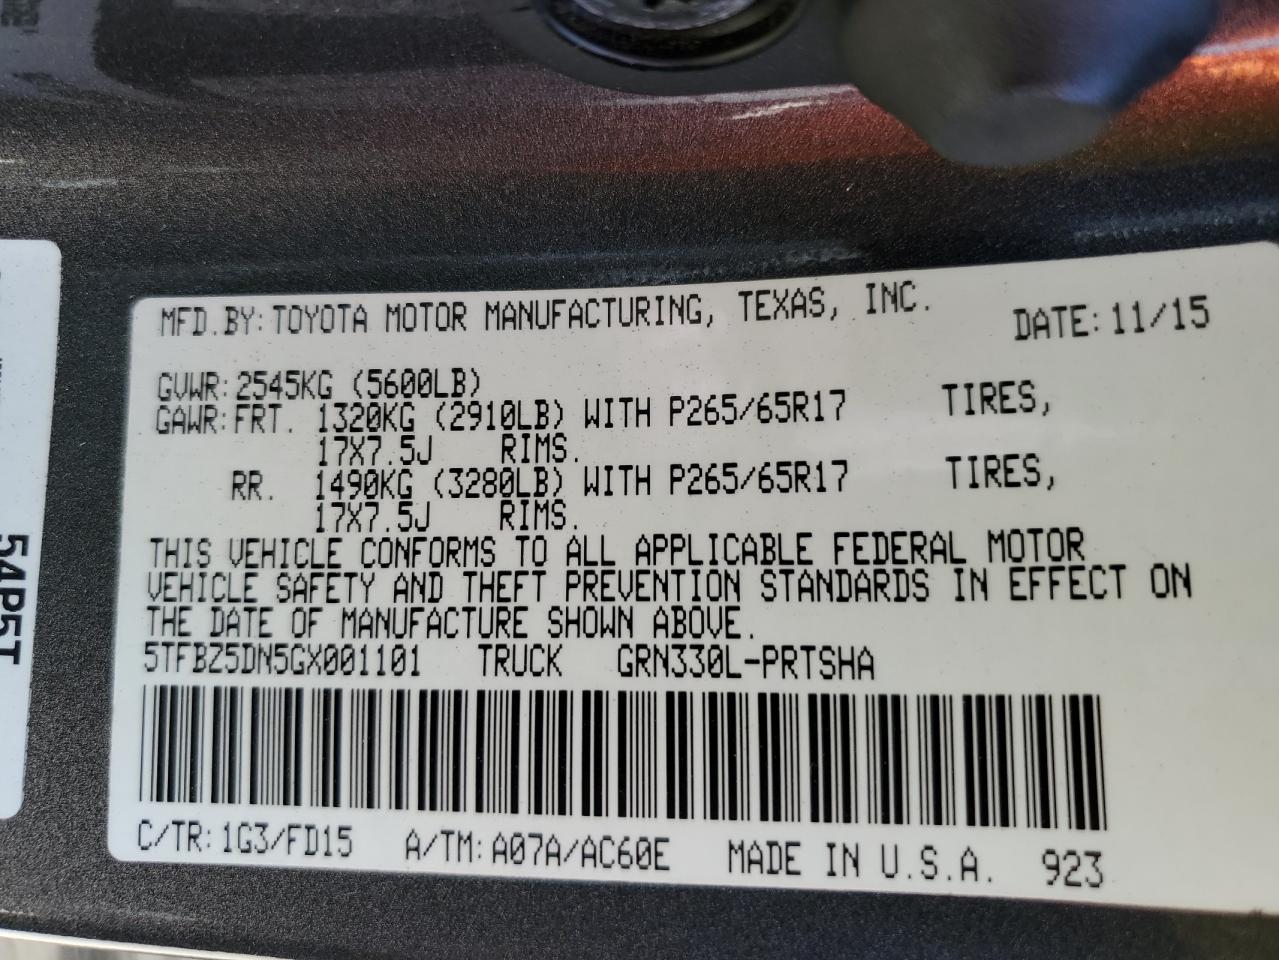 MFD.BY:TOYOTA MOTOR MANUFACTURING, TEXAS, INC. DATE:11/15
GVWR:2545KG (5600LB)
GAWR:FRT. 1320KG (2910LB) WITH P265/65R17 TIRES,
17X7.5J RIMS.
RR. 1490KG (3280LB) WITH P265/65R17 TIRES,
17X7.5J RIMS.
THIS VEHICLE CONFORMS TO ALL APPLICABLE FEDERAL MOTOR
VEHICLE SAFETY AND THEFT PREVENTION STANDARDS IN EFFECT ON
THE DATE OF MANUFACTURE SHOWN ABOVE.
5TFBZ5DN5GX001101 TRUCK GRN330L-PRTSHA
C/TR:1G3/FD15 A/TM:A07A/AC60E MADE IN U.S.A. 923
54P5T